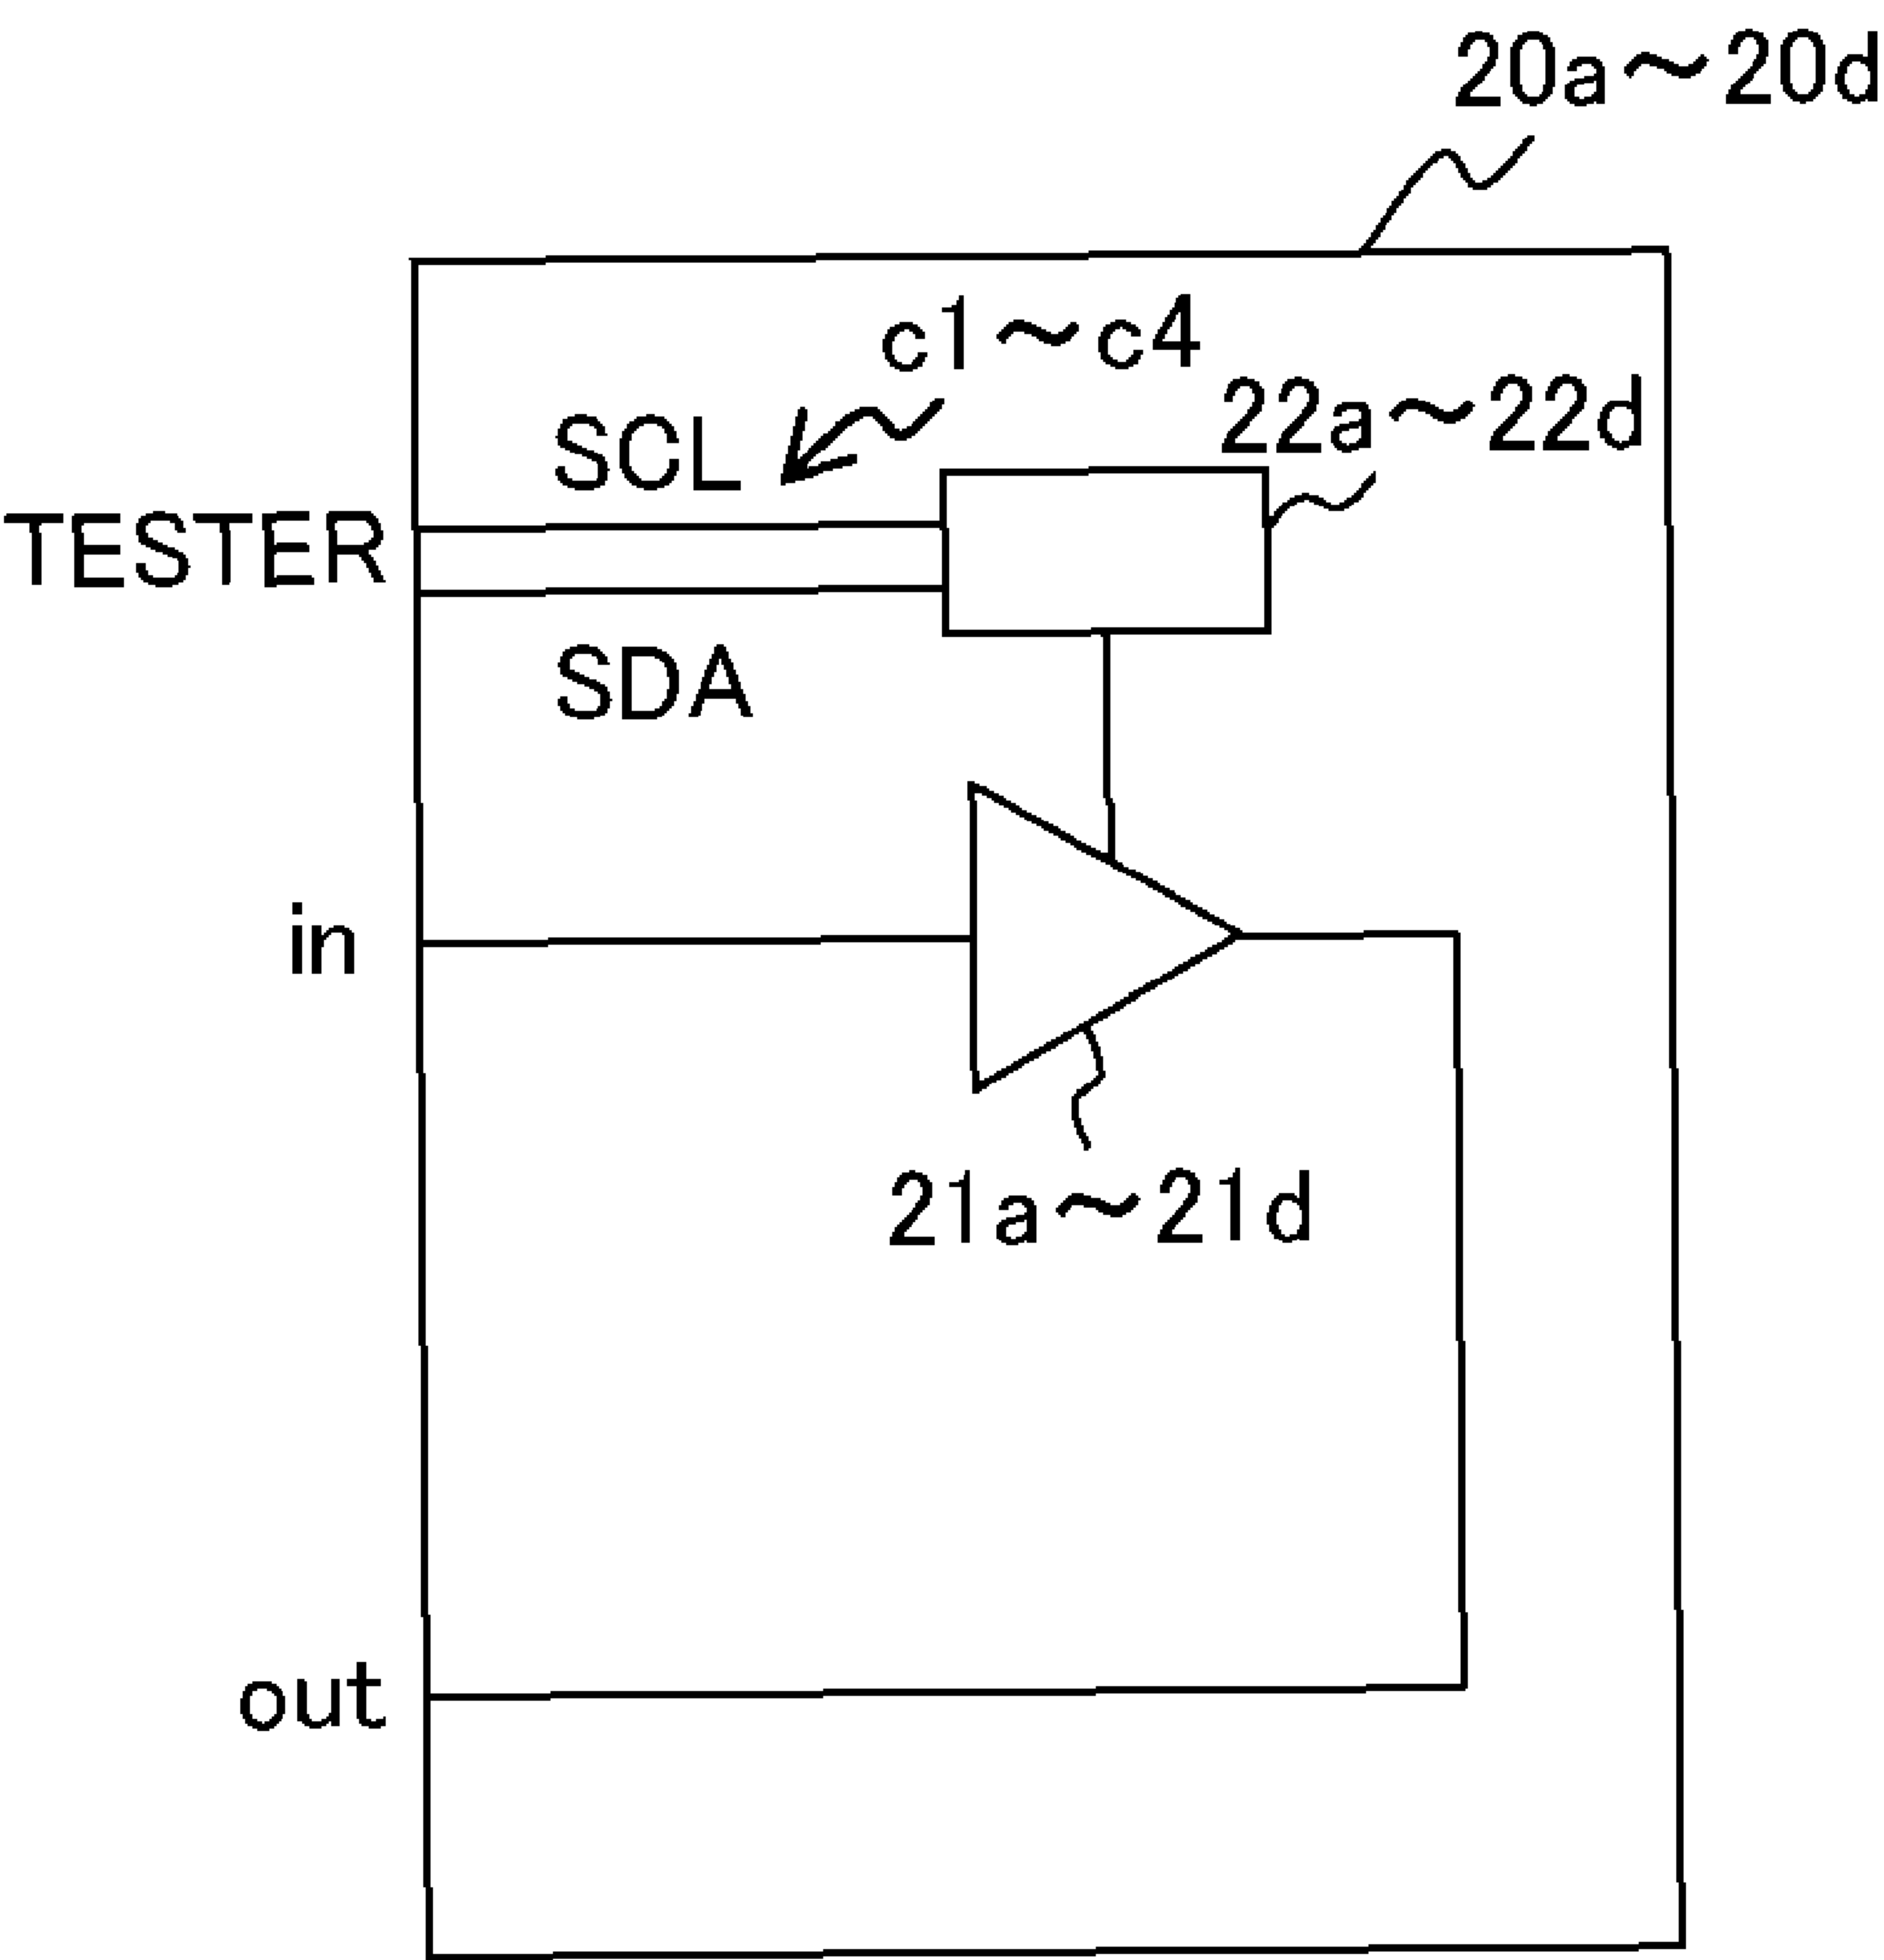 20a～20d
c1～c4
22a～22d
SCL
TESTER
SDA
in
21a～21d
out